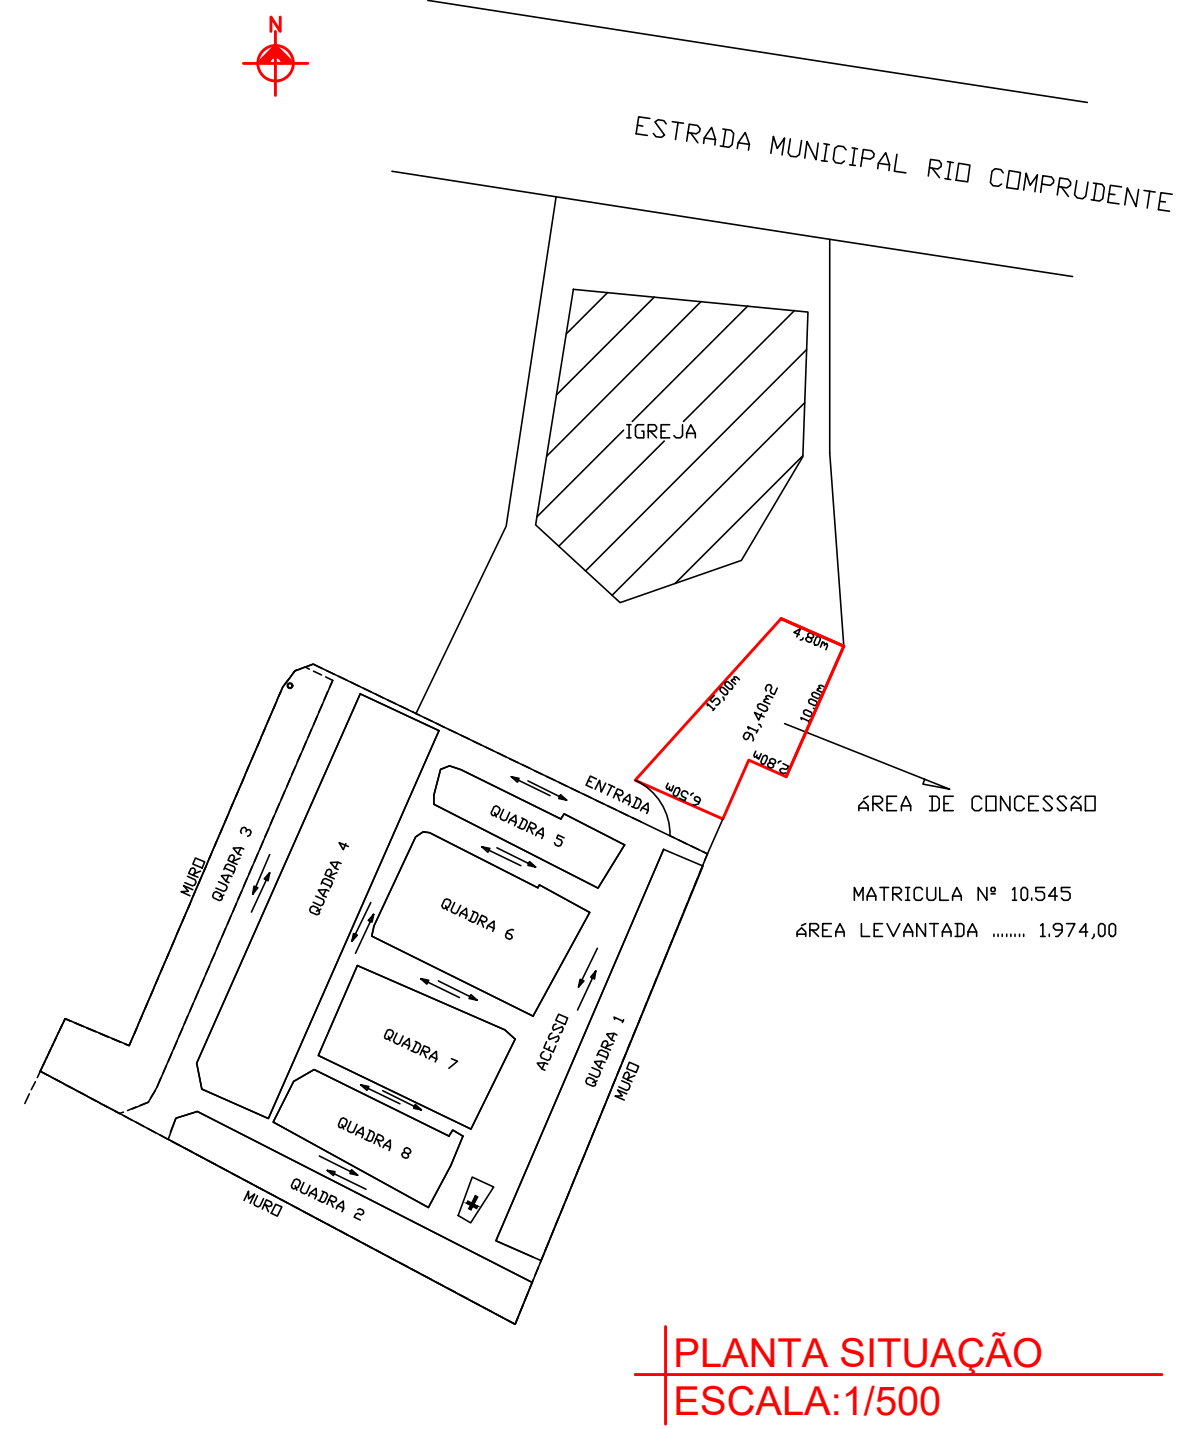 N
ESTRADA MUNICIPAL RIO COMPRUDENTE
IGREJA
4,80m
15,00m
91,40m2
10.00m
2,80m
6,50m
ENTRADA
ÁREA DE CONCESSÃO
QUADRA 5
QUADRA 3
MURO
QUADRA 4
QUADRA 6
MATRICULA Nº 10.545
ÁREA LEVANTADA ........ 1.974,00
QUADRA 7
ACESSO
QUADRA 1
MURO
QUADRA 8
QUADRA 2
MURO
PLANTA SITUAÇÃO
ESCALA:1/500